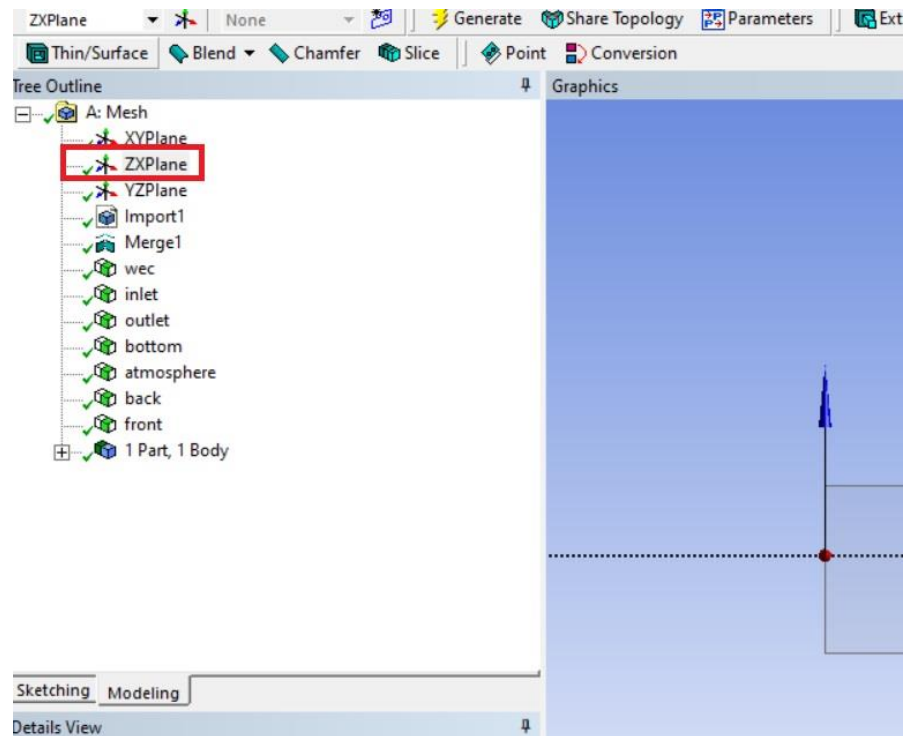 ZXPlane None Generate Share Topology Parameters Ext
Thin/Surface Blend Chamfer Slice Point Conversion
Tree Outline Graphics
A: Mesh
XYPlane
ZXPlane
YZPlane
Import1
Merge1
wec
inlet
outlet
bottom
atmosphere
back
front
1 Part, 1 Body
Sketching Modeling
Details View